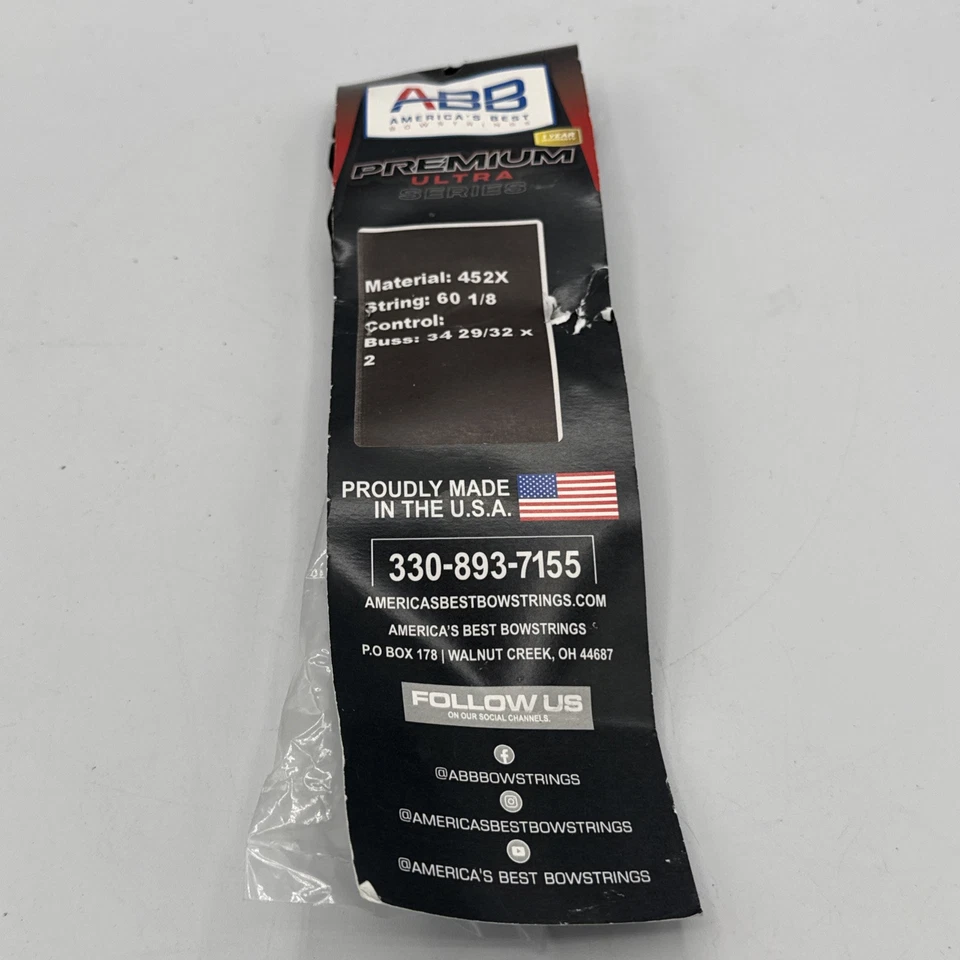 ABB
AMERICA'S BEST
BOWSTRINGS
1 YEAR
PREMIUM
ULTRA
SERIES
Material: 452X
String: 60 1/8
Control:
Buss: 34 29/32 x
2
PROUDLY MADE
IN THE U.S.A.
330-893-7155
AMERICASBESTBOWSTRINGS.COM
AMERICA'S BEST BOWSTRINGS
P.O BOX 178 | WALNUT CREEK, OH 44687
FOLLOW US
ON OUR SOCIAL CHANNELS.
@ABBBOWSTRINGS
@AMERICASBESTBOWSTRINGS
@AMERICA'S BEST BOWSTRINGS